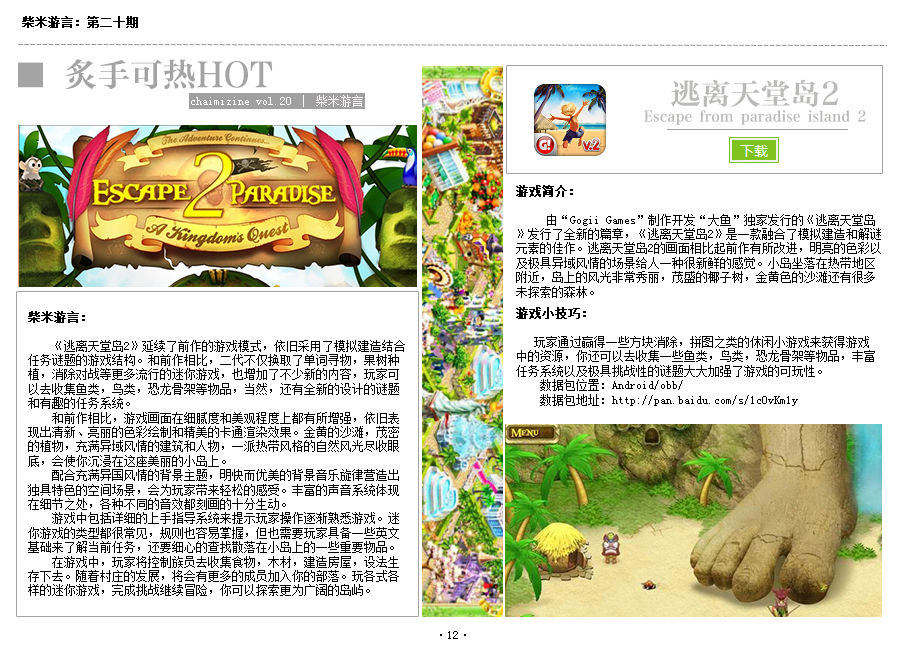 柴米游言：第二十期
炙手可热HOT
chaimizine vol.20 | 柴米游言
The Adventure Continues...
ESCAPE 2 PARADISE
A Kingdom's Quest
柴米游言：
《逃离天堂岛2》延续了前作的游戏模式，依旧采用了模拟建造结合
任务谜题的游戏结构。和前作相比，二代不仅换取了单词寻物，果树种
植，消除对战等更多流行的迷你游戏，也增加了不少新的内容，玩家可
以去收集鱼类，鸟类，恐龙骨架等物品，当然，还有全新的设计的谜题
和有趣的任务系统。
和前作相比，游戏画面在细腻度和美观程度上都有所增强，依旧表
现出清新、亮丽的色彩绘制和精美的卡通渲染效果。金黄的沙滩，茂密
的植物，充满异域风情的建筑和人物，一派热带风格的自然风光尽收眼
底，会使你沉浸在这座美丽的小岛上。
配合充满异国风情的背景主题，明快而优美的背景音乐旋律营造出
独具特色的空间场景，会为玩家带来轻松的感受。丰富的声音系统体现
在细节之处，各种不同的音效都刻画的十分生动。
游戏中包括详细的上手指导系统来提示玩家操作逐渐熟悉游戏。迷
你游戏的类型都很常见，规则也容易掌握，但也需要玩家具备一些英文
基础来了解当前任务，还要细心的查找散落在小岛上的一些重要物品。
在游戏中，玩家将控制族员去收集食物，木材，建造房屋，设法生
存下去。随着村庄的发展，将会有更多的成员加入你的部落。玩各式各
样的迷你游戏，完成挑战继续冒险，你可以探索更为广阔的岛屿。
G!
v.2
逃离天堂岛2
Escape from paradise island 2
下载
游戏简介：
由“Gogii Games”制作开发“大鱼”独家发行的《逃离天堂岛
》发行了全新的篇章，《逃离天堂岛2》是一款融合了模拟建造和解谜
元素的佳作。逃离天堂岛2的画面相比起前作有所改进，明亮的色彩以
及极具异域风情的场景给人一种很新鲜的感觉。小岛坐落在热带地区
附近，岛上的风光非常秀丽，茂盛的椰子树，金黄色的沙滩还有很多
未探索的森林。
游戏小技巧：
玩家通过赢得一些方块消除，拼图之类的休闲小游戏来获得游戏
中的资源，你还可以去收集一些鱼类，鸟类，恐龙骨架等物品，丰富
任务系统以及极具挑战性的谜题大大加强了游戏的可玩性。
数据包位置：Android/obb/
数据包地址：http://pan.baidu.com/s/1cOvKm1y
MENU
·12·